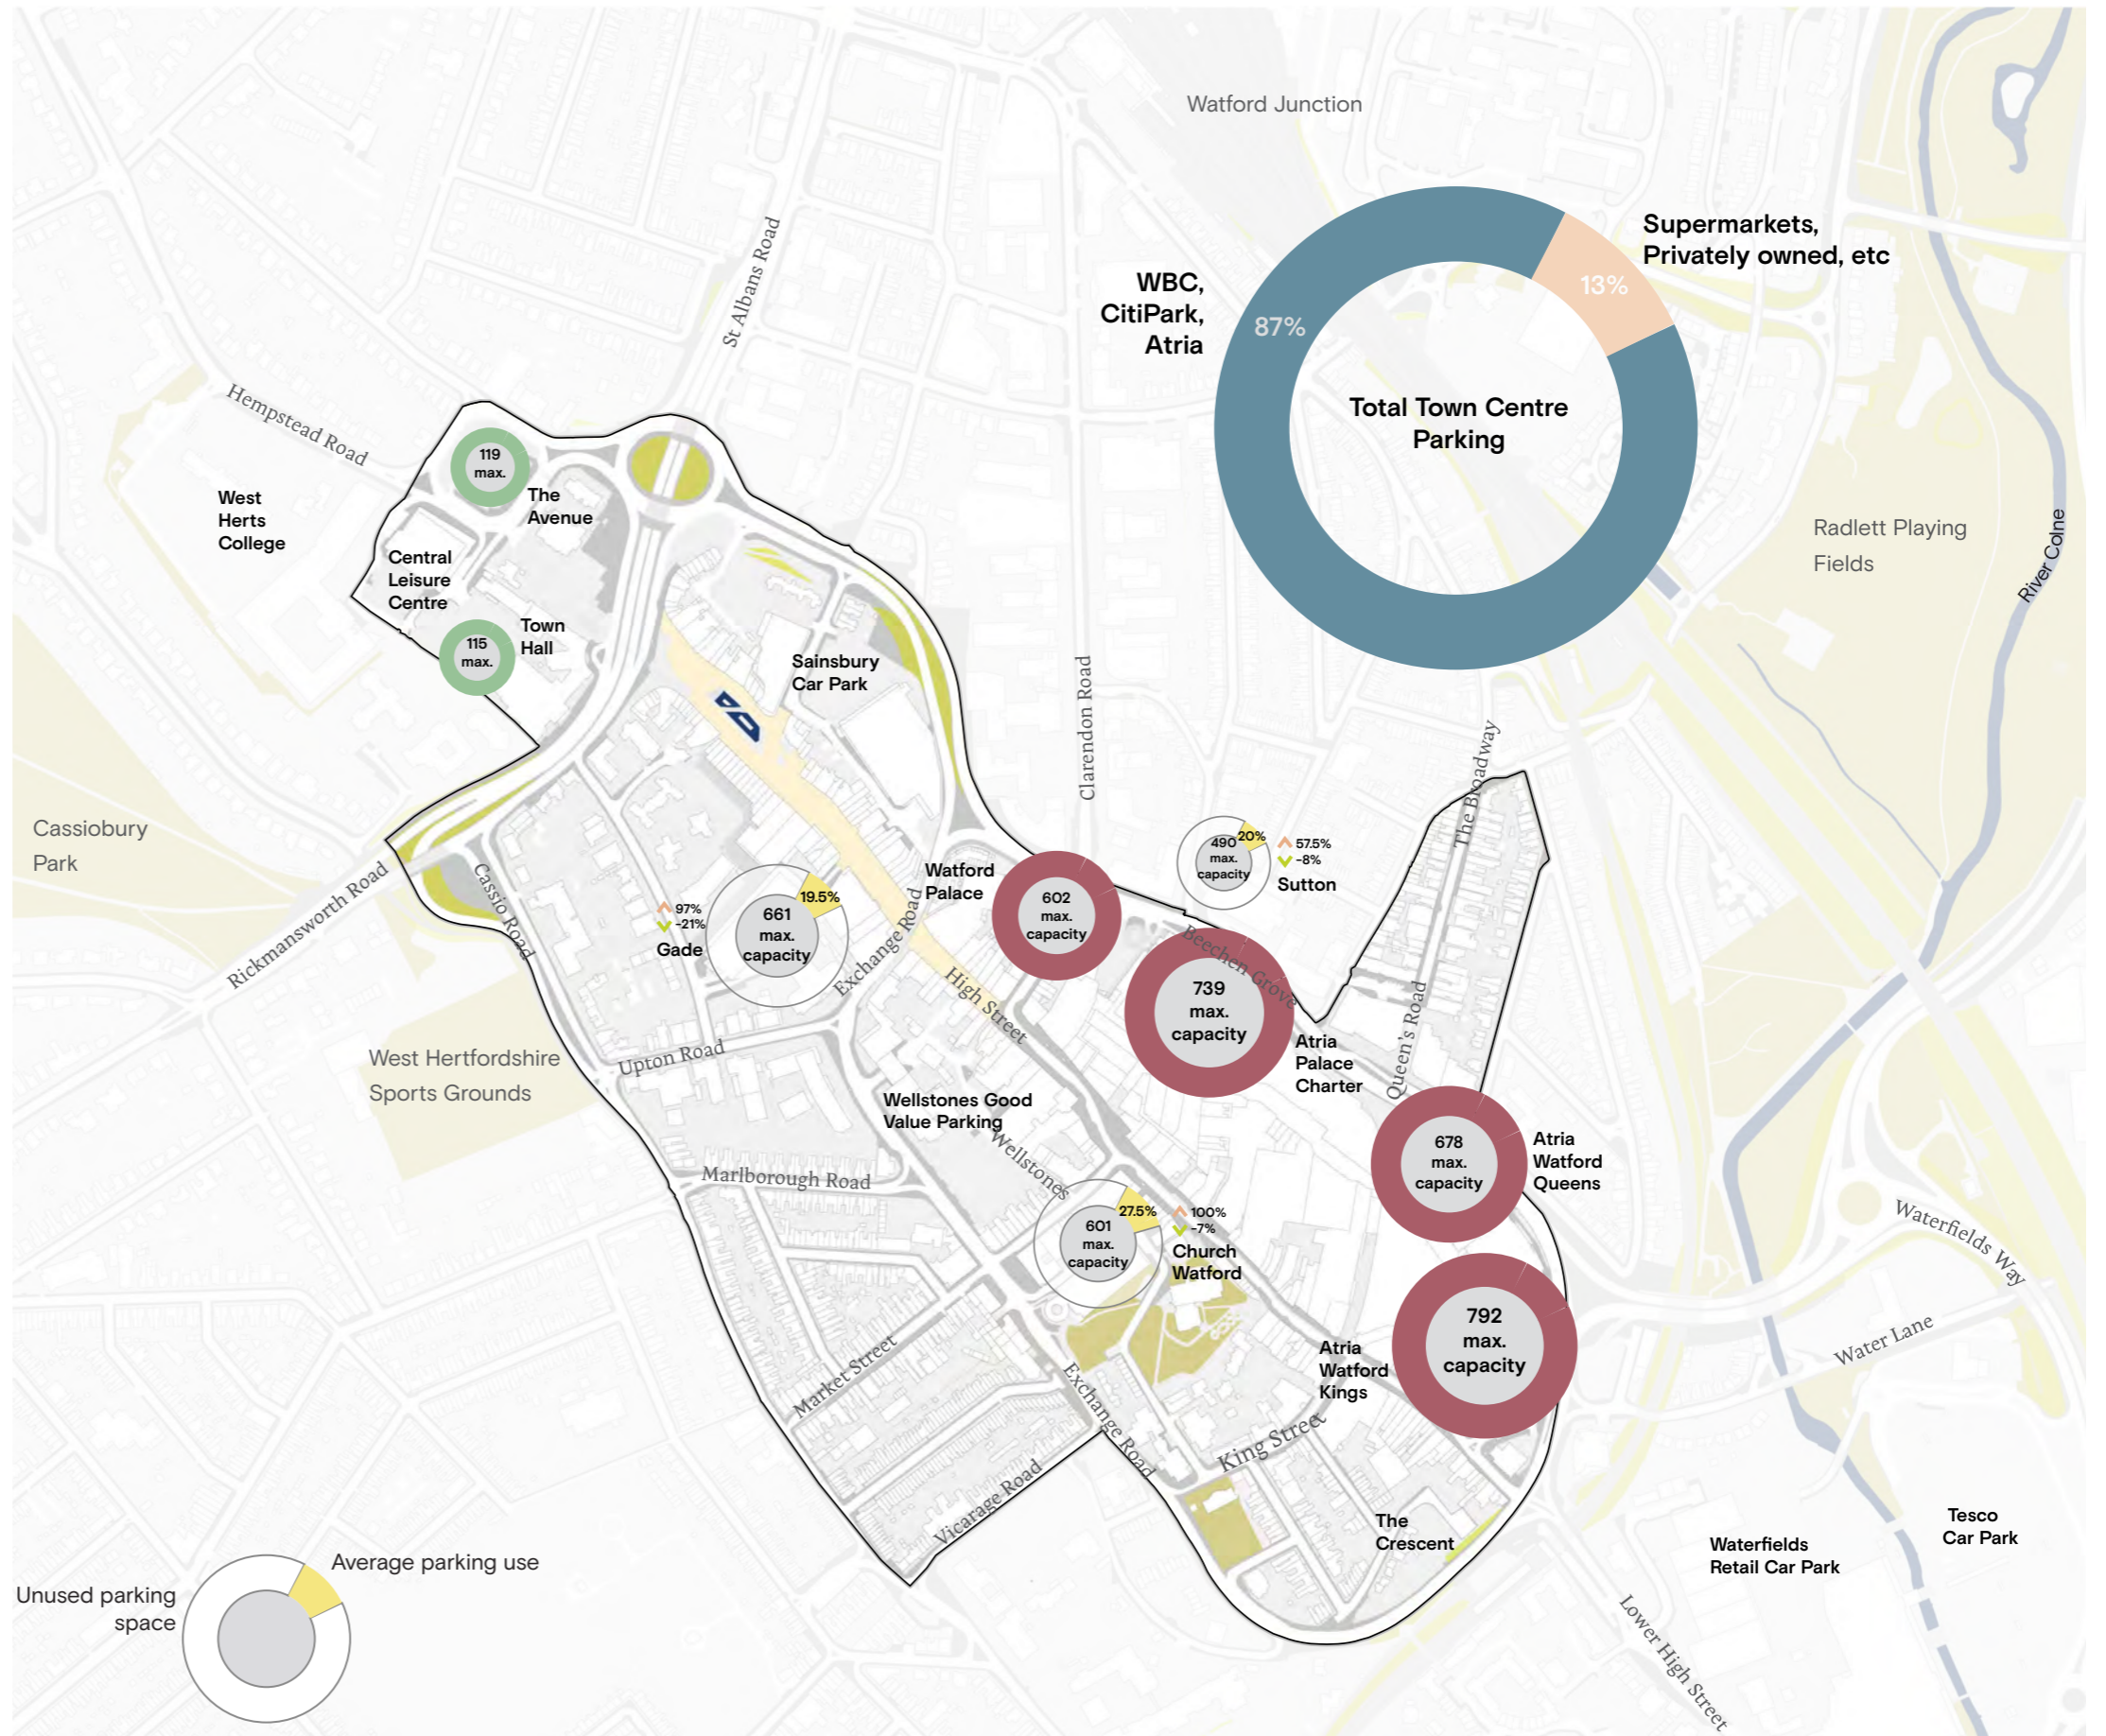 Watford Junction
Supermarkets,
Privately owned, etc
13%
WBC,
CitiPark,
Atria
87%
Total Town Centre
Parking
St Albans Road
Hempstead Road
119
max.
The
Avenue
West
Herts
College
Central
Leisure
Centre
115
max.
Town
Hall
Sainsbury
Car Park
Clarendon Road
Radlett Playing
Fields
River Colne
The Broadway
Cassiobury
Park
Rickmansworth Road
Cassio Road
97%
-21%
Gade
661
max.
capacity
19.5%
Exchange Road
High Street
Watford
Palace
602
max.
capacity
490
max.
capacity
20%
57.5%
-8%
Sutton
Beechen Grove
739
max.
capacity
Atria
Palace
Charter
Queen's Road
West Hertfordshire
Sports Grounds
Upton Road
Wellstones Good
Value Parking
Wellstones
Marlborough Road
678
max.
capacity
Atria
Watford
Queens
601
max.
capacity
27.5%
100%
-7%
Church
Watford
Waterfields Way
792
max.
capacity
Atria
Watford
Kings
Water Lane
Market Street
Exchange Road
King Street
Vicarage Road
The
Crescent
Waterfields
Retail Car Park
Tesco
Car Park
Lower High Street
Average parking use
Unused parking
space